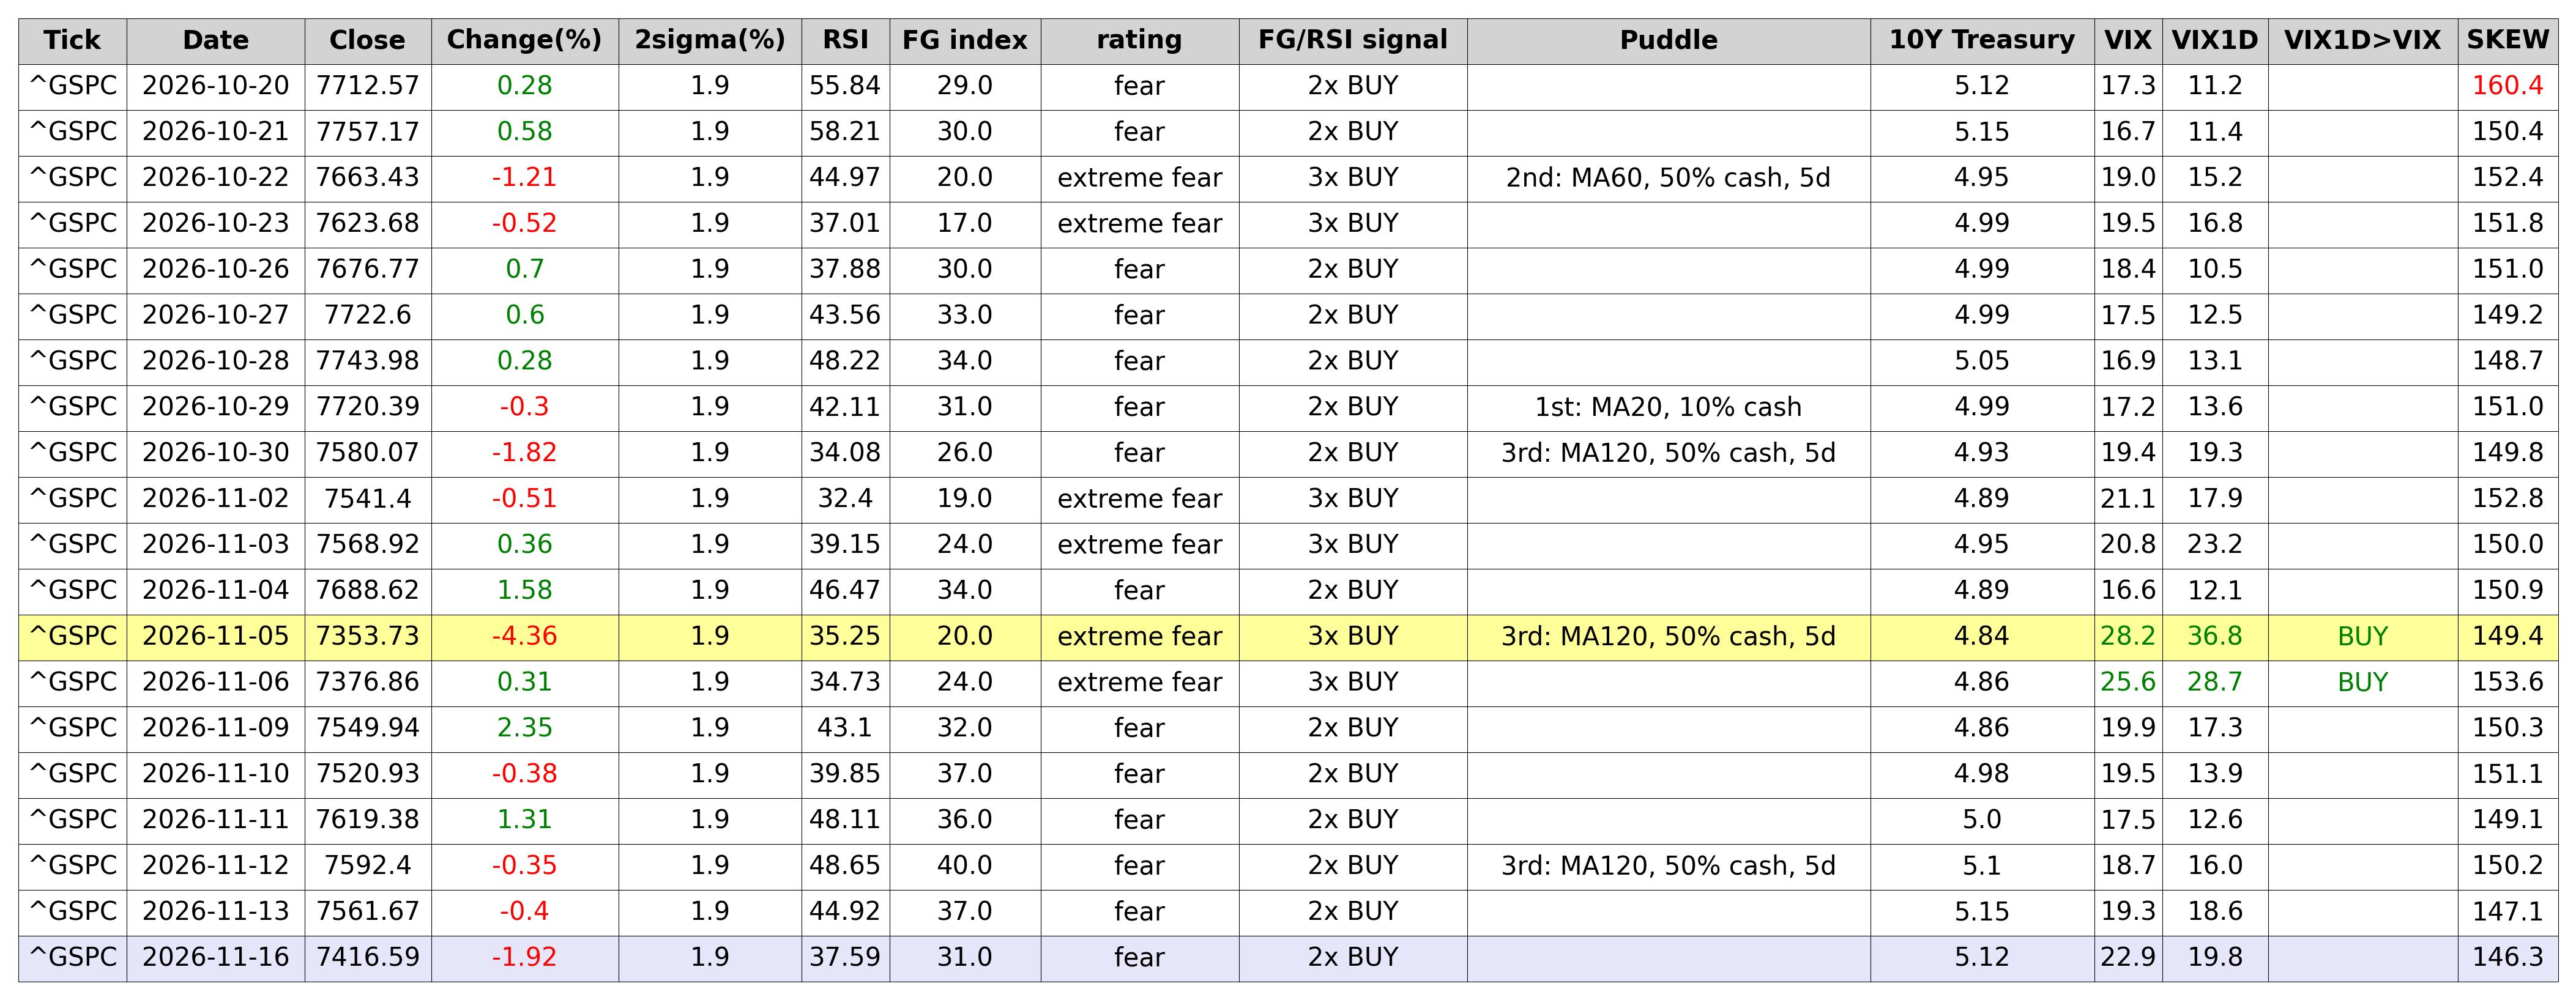 Tick Date Close Change(%) 2sigma(%) RSI FG index rating FG/RSI signal Puddle 10Y Treasury VIX VIX1D VIX1D>VIX SKEW
^GSPC 2026-10-20 7712.57 0.28 1.9 55.84 29.0 fear 2x BUY 5.12 17.3 11.2 160.4
^GSPC 2026-10-21 7757.17 0.58 1.9 58.21 30.0 fear 2x BUY 5.15 16.7 11.4 150.4
^GSPC 2026-10-22 7663.43 -1.21 1.9 44.97 20.0 extreme fear 3x BUY 2nd: MA60, 50% cash, 5d 4.95 19.0 15.2 152.4
^GSPC 2026-10-23 7623.68 -0.52 1.9 37.01 17.0 extreme fear 3x BUY 4.99 19.5 16.8 151.8
^GSPC 2026-10-26 7676.77 0.7 1.9 37.88 30.0 fear 2x BUY 4.99 18.4 10.5 151.0
^GSPC 2026-10-27 7722.6 0.6 1.9 43.56 33.0 fear 2x BUY 4.99 17.5 12.5 149.2
^GSPC 2026-10-28 7743.98 0.28 1.9 48.22 34.0 fear 2x BUY 5.05 16.9 13.1 148.7
^GSPC 2026-10-29 7720.39 -0.3 1.9 42.11 31.0 fear 2x BUY 1st: MA20, 10% cash 4.99 17.2 13.6 151.0
^GSPC 2026-10-30 7580.07 -1.82 1.9 34.08 26.0 fear 2x BUY 3rd: MA120, 50% cash, 5d 4.93 19.4 19.3 149.8
^GSPC 2026-11-02 7541.4 -0.51 1.9 32.4 19.0 extreme fear 3x BUY 4.89 21.1 17.9 152.8
^GSPC 2026-11-03 7568.92 0.36 1.9 39.15 24.0 extreme fear 3x BUY 4.95 20.8 23.2 150.0
^GSPC 2026-11-04 7688.62 1.58 1.9 46.47 34.0 fear 2x BUY 4.89 16.6 12.1 150.9
^GSPC 2026-11-05 7353.73 -4.36 1.9 35.25 20.0 extreme fear 3x BUY 3rd: MA120, 50% cash, 5d 4.84 28.2 36.8 BUY 149.4
^GSPC 2026-11-06 7376.86 0.31 1.9 34.73 24.0 extreme fear 3x BUY 4.86 25.6 28.7 BUY 153.6
^GSPC 2026-11-09 7549.94 2.35 1.9 43.1 32.0 fear 2x BUY 4.86 19.9 17.3 150.3
^GSPC 2026-11-10 7520.93 -0.38 1.9 39.85 37.0 fear 2x BUY 4.98 19.5 13.9 151.1
^GSPC 2026-11-11 7619.38 1.31 1.9 48.11 36.0 fear 2x BUY 5.0 17.5 12.6 149.1
^GSPC 2026-11-12 7592.4 -0.35 1.9 48.65 40.0 fear 2x BUY 3rd: MA120, 50% cash, 5d 5.1 18.7 16.0 150.2
^GSPC 2026-11-13 7561.67 -0.4 1.9 44.92 37.0 fear 2x BUY 5.15 19.3 18.6 147.1
^GSPC 2026-11-16 7416.59 -1.92 1.9 37.59 31.0 fear 2x BUY 5.12 22.9 19.8 146.3